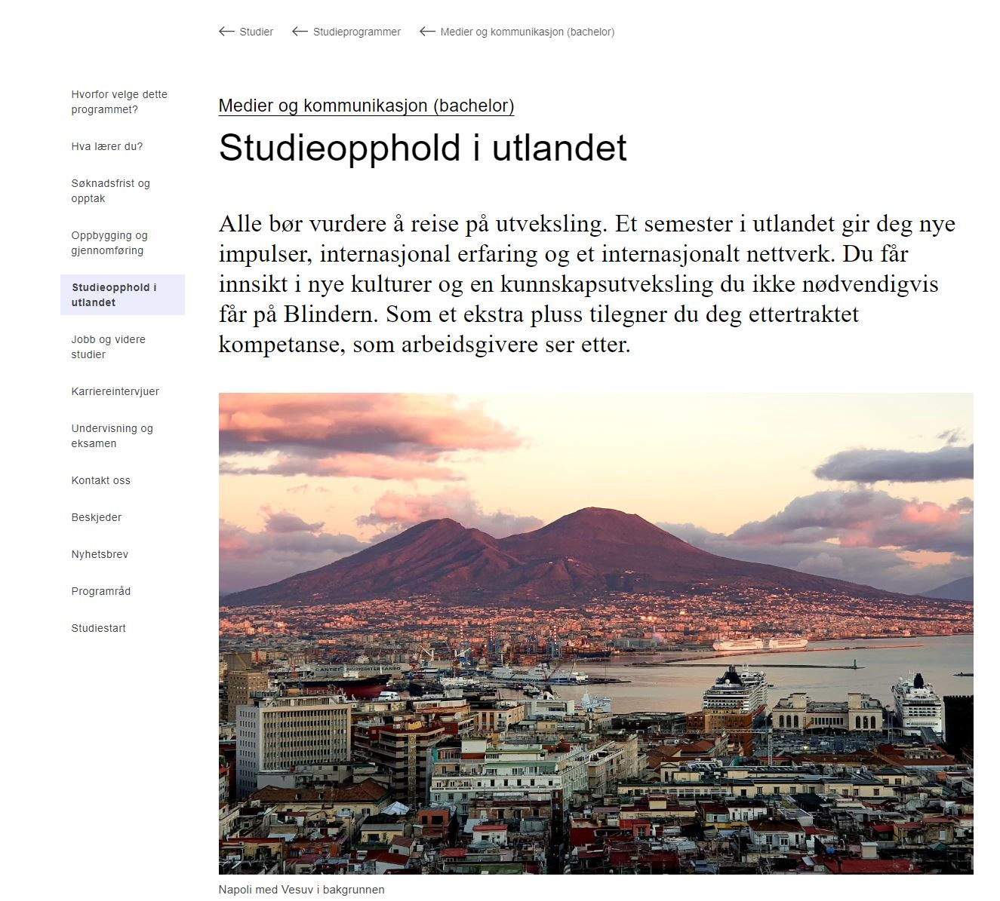 Studier Studieprogrammer Medier og kommunikasjon (bachelor)
Hvorfor velge dette
programmet?
Hva lærer du?
Søknadsfrist og
opptak
Oppbygging og
gjennomføring
Studieopphold i
utlandet
Jobb og videre
studier
Karriereintervjuer
Undervisning og
eksamen
Kontakt oss
Beskjeder
Nyhetsbrev
Programråd
Studiestart
Medier og kommunikasjon (bachelor)
Studieopphold i utlandet
Alle bør vurdere å reise på utveksling. Et semester i utlandet gir deg nye
impulser, internasjonal erfaring og et internasjonalt nettverk. Du får
innsikt i nye kulturer og en kunnskapsutveksling du ikke nødvendigvis
får på Blindern. Som et ekstra pluss tilegner du deg ettertraktet
kompetanse, som arbeidsgivere ser etter.
Napoli med Vesuv i bakgrunnen